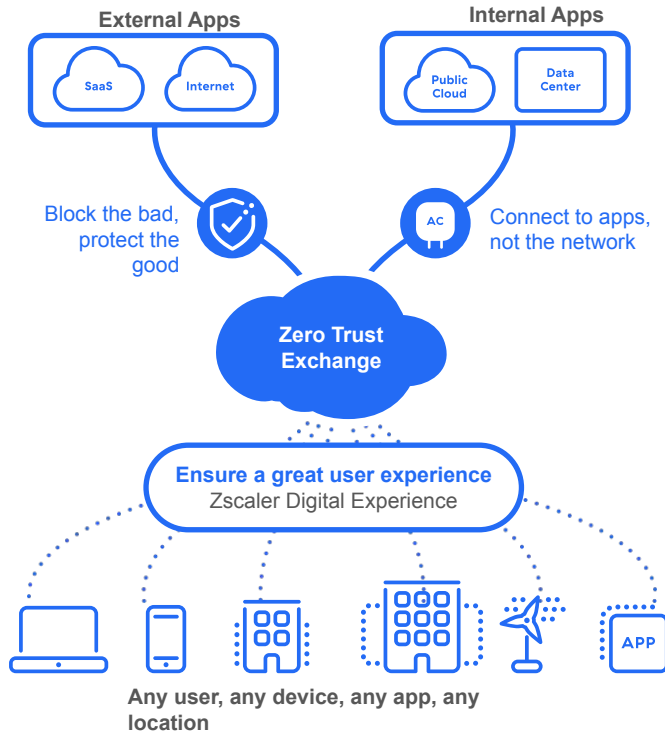 External Apps
Internal Apps
SaaS
Internet
Public
Cloud
Data
Center
Block the bad,
protect the
good
AC
Connect to apps,
not the network
Zero Trust
Exchange
Ensure a great user experience
Zscaler Digital Experience
APP
Any user, any device, any app, any
location